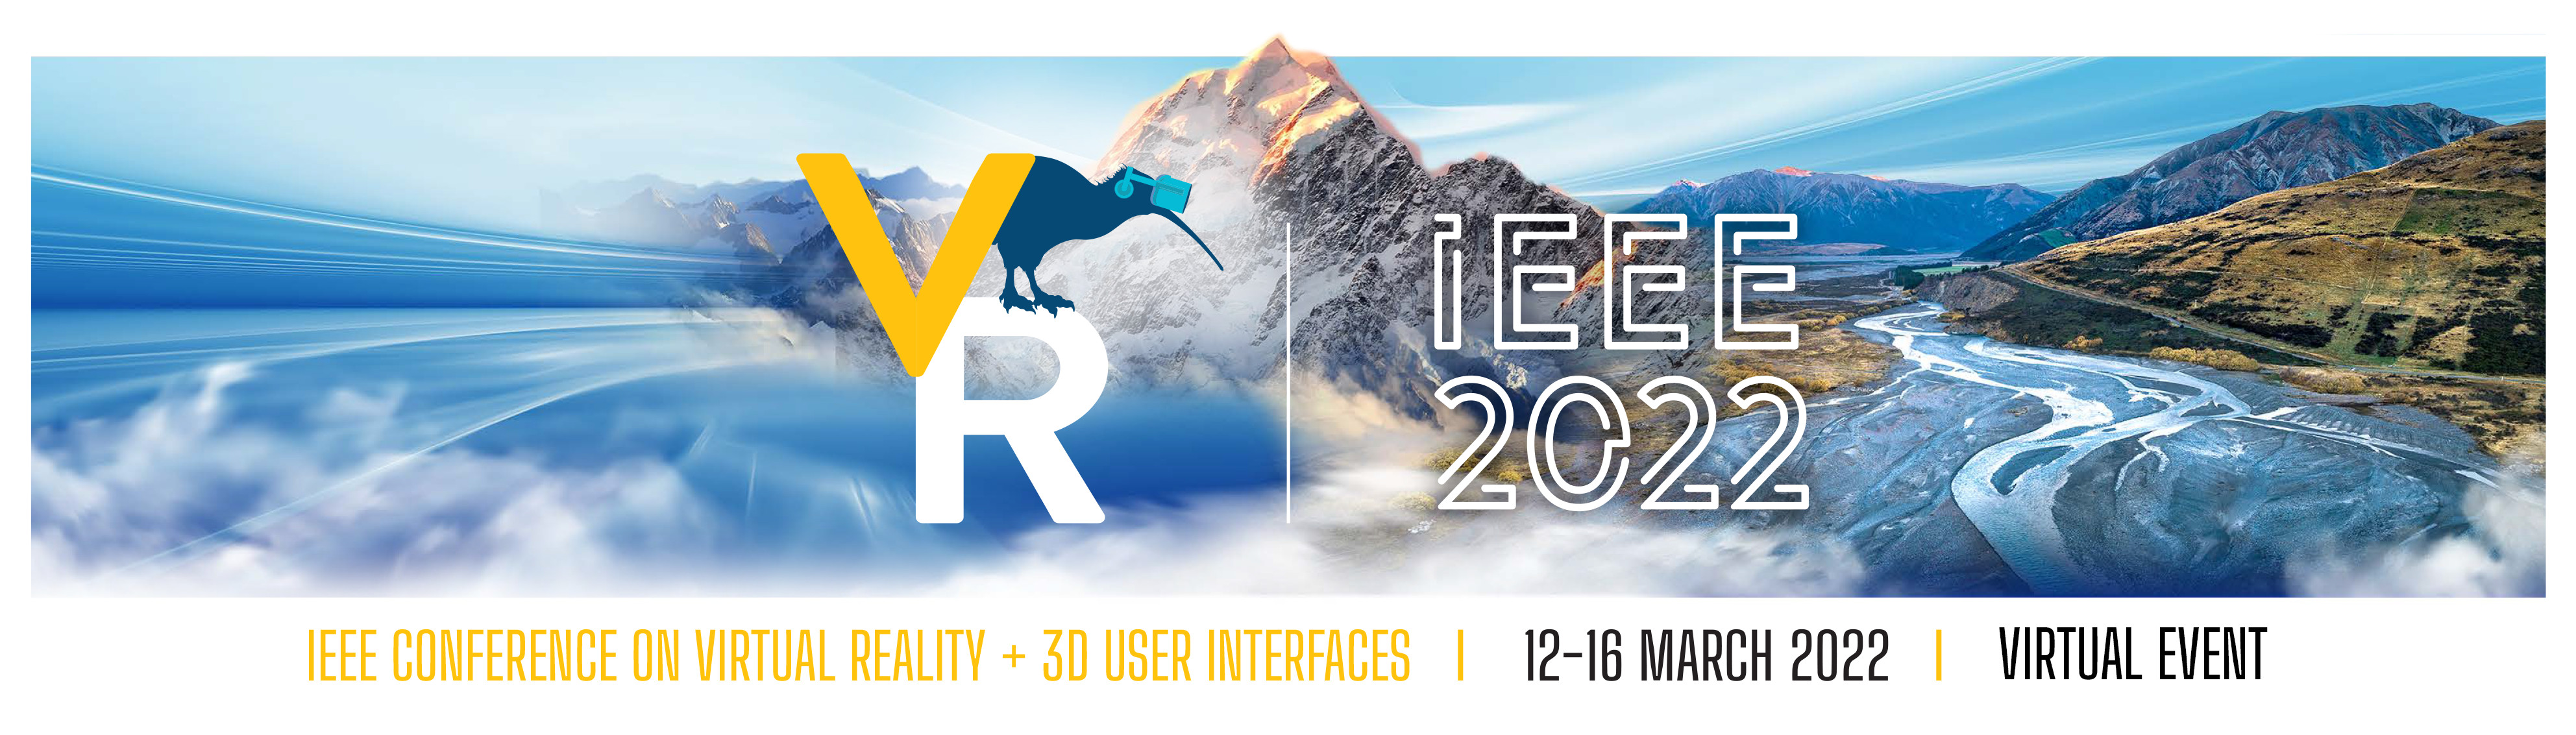 VR
IEEE
2022
IEEE CONFERENCE ON VIRTUAL REALITY + 3D USER INTERFACES | 12-16 MARCH 2022 | VIRTUAL EVENT